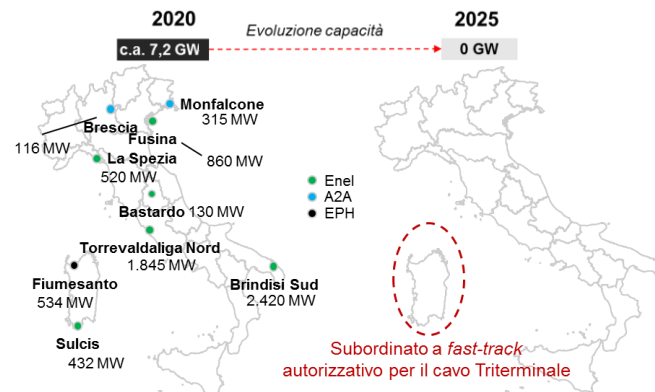 2020
2025
Evoluzione capacità
c.a. 7,2 GW
0 GW
Monfalcone
315 MW
Brescia
116 MW
Fusina
860 MW
La Spezia
520 MW
Enel
A2A
EPH
Bastardo 130 MW
Torrevaldaliga Nord
1.845 MW
Fiumesanto
534 MW
Brindisi Sud
2,420 MW
Sulcis
432 MW
Subordinato a fast-track
autorizzativo per il cavo Triterminale